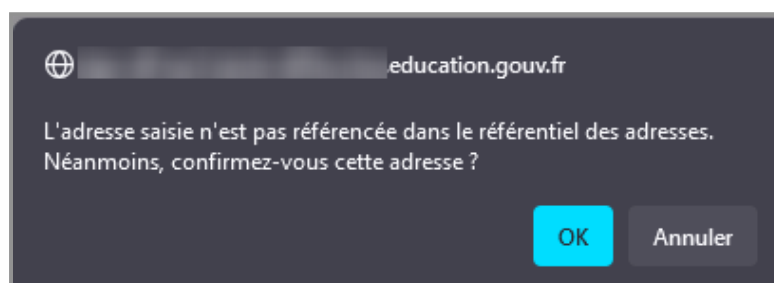 .education.gouv.fr
L'adresse saisie n'est pas référencée dans le référentiel des adresses.
Néanmoins, confirmez-vous cette adresse ?
OK Annuler